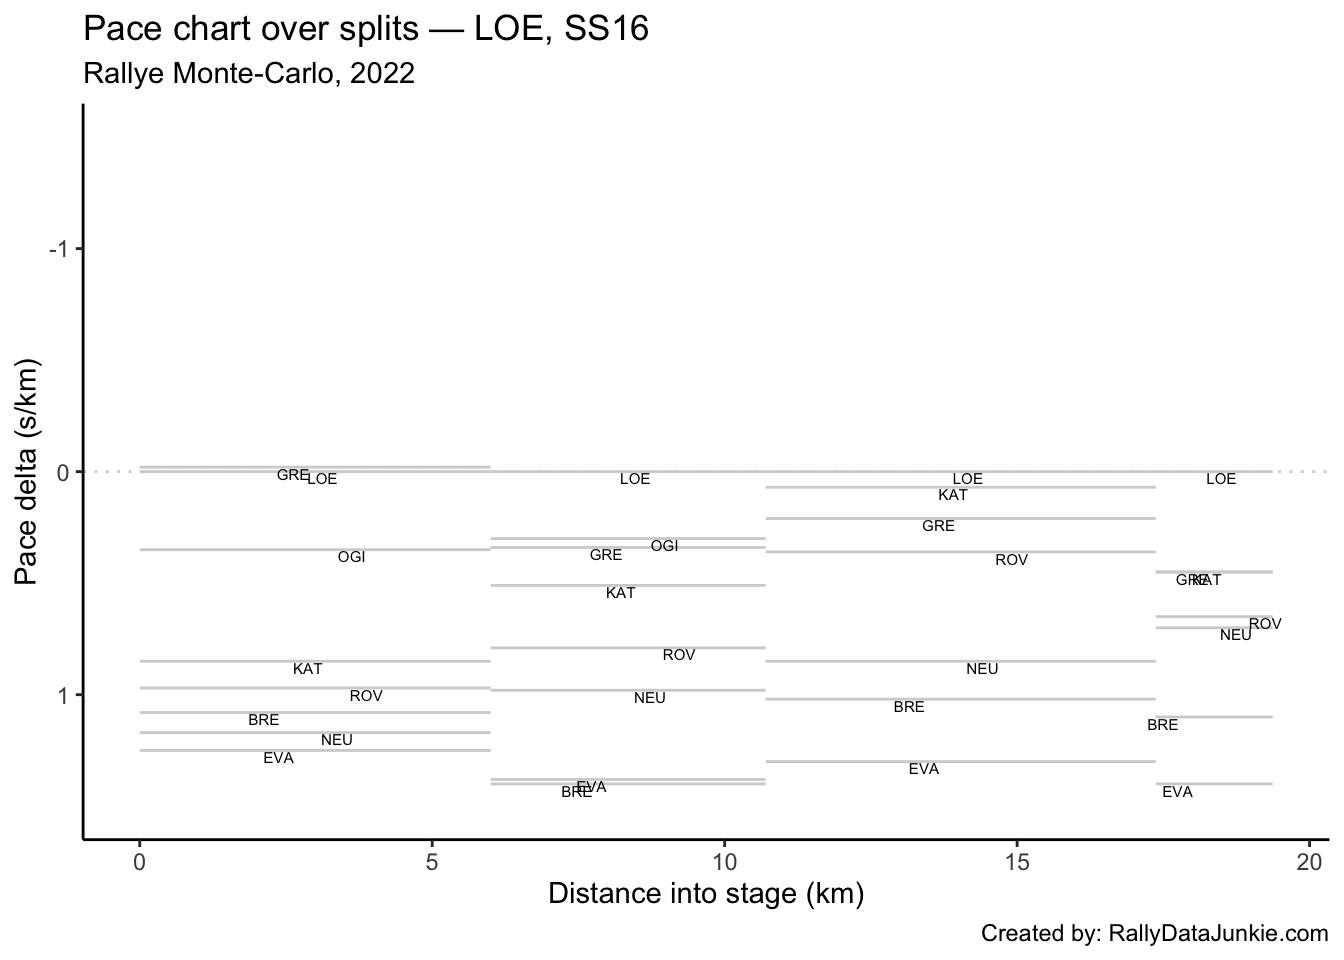 Pace chart over splits — LOE, SS16
Rallye Monte-Carlo, 2022
Pace delta (s/km)
-1
0
1
GRE
LOE
LOE
LOE
LOE
KAT
GRE
OGI
OGI
GRE
ROV
KAT
GRE
KAT
ROV
NEU
ROV
KAT
NEU
ROV
NEU
BRE
BRE
BRE
NEU
EVA
EVA
EVA
BRE
EVA
0
5
10
15
20
Distance into stage (km)
Created by: RallyDataJunkie.com